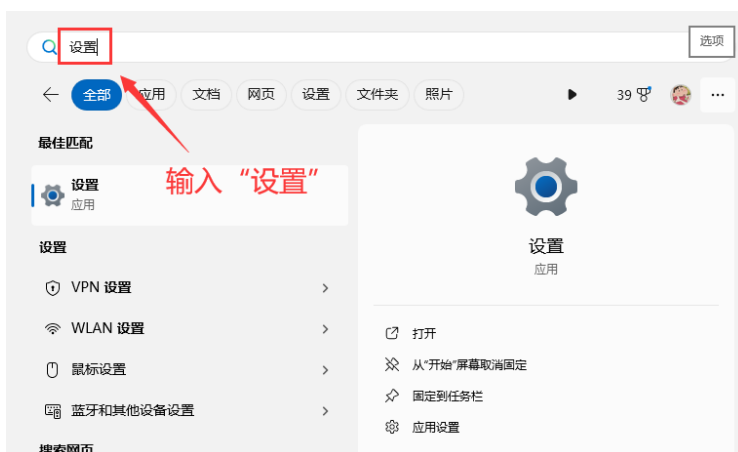 设置
选项
全部
应用
文档
网页
设置
文件夹
照片
39
最佳匹配
设置
应用
输入“设置”
设置
应用
设置
VPN 设置
WLAN 设置
鼠标设置
蓝牙和其他设备设置
搜索网页
打开
从“开始”屏幕取消固定
固定到任务栏
应用设置